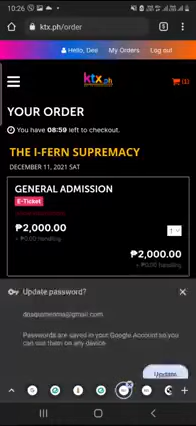 10:26
ktx.ph/order
5
Hello, Dee My Orders Log out
ktx.ph
(1)
YOUR ORDER
You have 08:59 left to checkout.
THE I-FERN SUPREMACY
DECEMBER 11, 2021 SAT
GENERAL ADMISSION
E-Ticket
₱2,000.00
+ ₱0.00 handling
1
₱2,000.00
+ ₱0.00 handling
Update password?
Passwords are saved in your Google Account so you
can use them on any device
Update